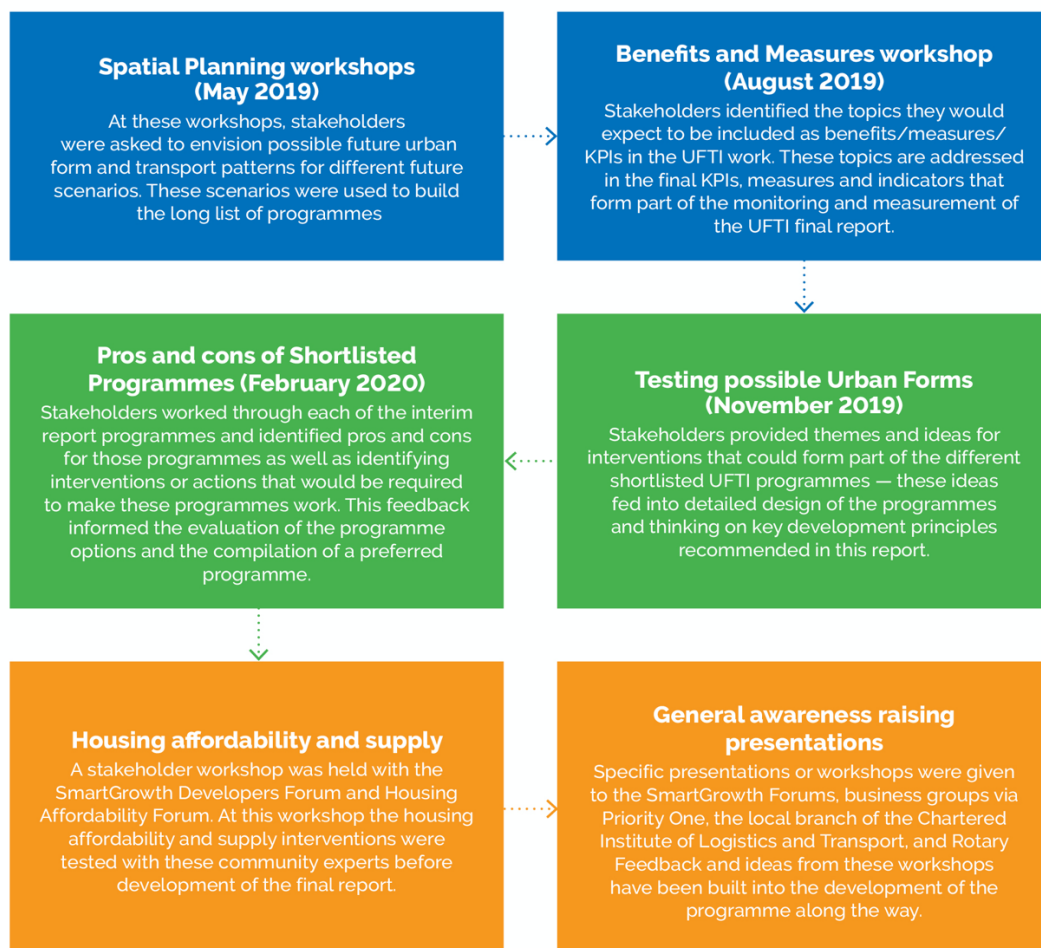 Spatial Planning workshops
(May 2019)
At these workshops, stakeholders
were asked to envision possible future urban
form and transport patterns for different future
scenarios. These scenarios were used to build
the long list of programmes
Benefits and Measures workshop
(August 2019)
Stakeholders identified the topics they would
expect to be included as benefits/measures/
KPIs in the UFTI work. These topics are addressed
in the final KPIs, measures and indicators that
form part of the monitoring and measurement of
the UFTI final report.
Testing possible Urban Forms
(November 2019)
Stakeholders provided themes and ideas for
interventions that could form part of the different
shortlisted UFTI programmes — these ideas
fed into detailed design of the programmes
and thinking on key development principles
recommended in this report.
Pros and cons of Shortlisted
Programmes (February 2020)
Stakeholders worked through each of the interim
report programmes and identified pros and cons
for those programmes as well as identifying
interventions or actions that would be required
to make these programmes work. This feedback
informed the evaluation of the programme
options and the compilation of a preferred
programme.
Housing affordability and supply
A stakeholder workshop was held with the
SmartGrowth Developers Forum and Housing
Affordability Forum. At this workshop the housing
affordability and supply interventions were
tested with these community experts before
development of the final report.
General awareness raising
presentations
Specific presentations or workshops were given
to the SmartGrowth Forums, business groups via
Priority One, the local branch of the Chartered
Institute of Logistics and Transport, and Rotary
Feedback and ideas from these workshops
have been built into the development of the
programme along the way.